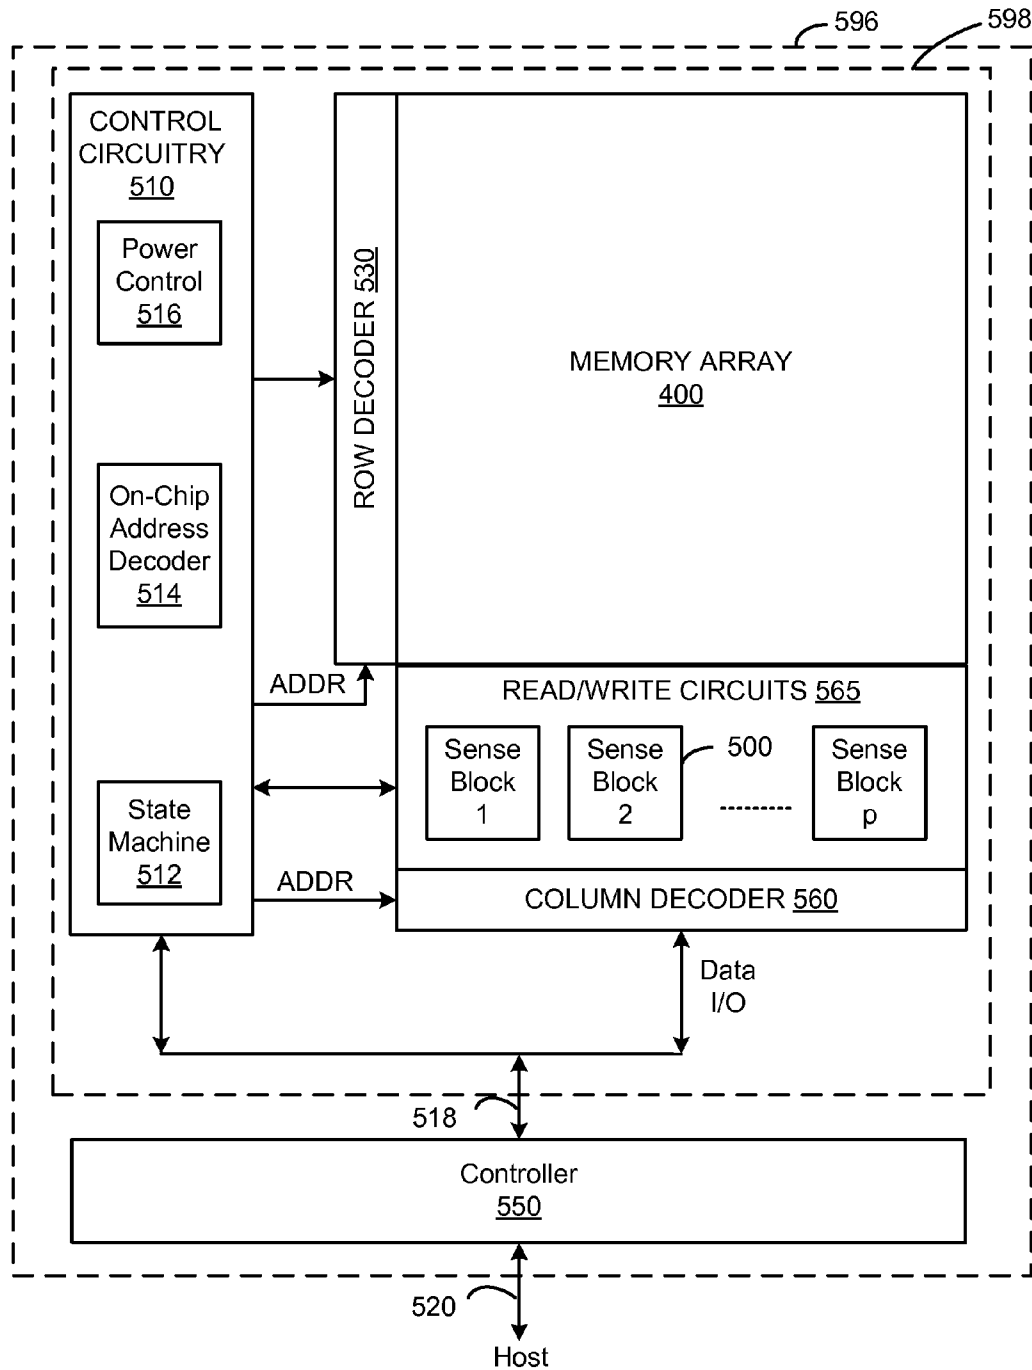 596
598
CONTROL
CIRCUITRY
510
Power
Control
516
On-Chip
Address
Decoder
514
State
Machine
512
ROW DECODER 530
MEMORY ARRAY
400
ADDR
READ/WRITE CIRCUITS 565
Sense
Block
1
Sense
Block
2
500
Sense
Block
p
ADDR
COLUMN DECODER 560
Data
I/O
518
Controller
550
520
Host